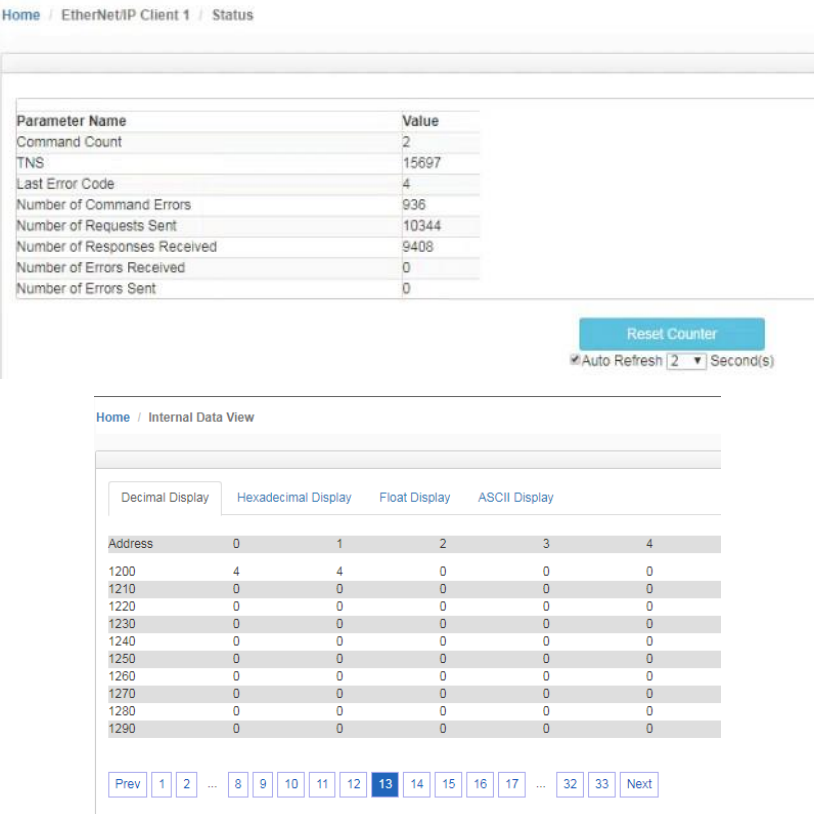 Home / EtherNet/IP Client 1 / Status
Parameter Name Value
Command Count 2
TNS 15697
Last Error Code 4
Number of Command Errors 936
Number of Requests Sent 10344
Number of Responses Received 9408
Number of Errors Received 0
Number of Errors Sent 0
Reset Counter
Auto Refresh 2 Second(s)
Home / Internal Data View
Decimal Display Hexadecimal Display Float Display ASCII Display
Address 0 1 2 3 4
1200 4 4 0 0 0
1210 0 0 0 0 0
1220 0 0 0 0 0
1230 0 0 0 0 0
1240 0 0 0 0 0
1250 0 0 0 0 0
1260 0 0 0 0 0
1270 0 0 0 0 0
1280 0 0 0 0 0
1290 0 0 0 0 0
Prev 1 2 ... 8 9 10 11 12 13 14 15 16 17 ... 32 33 Next